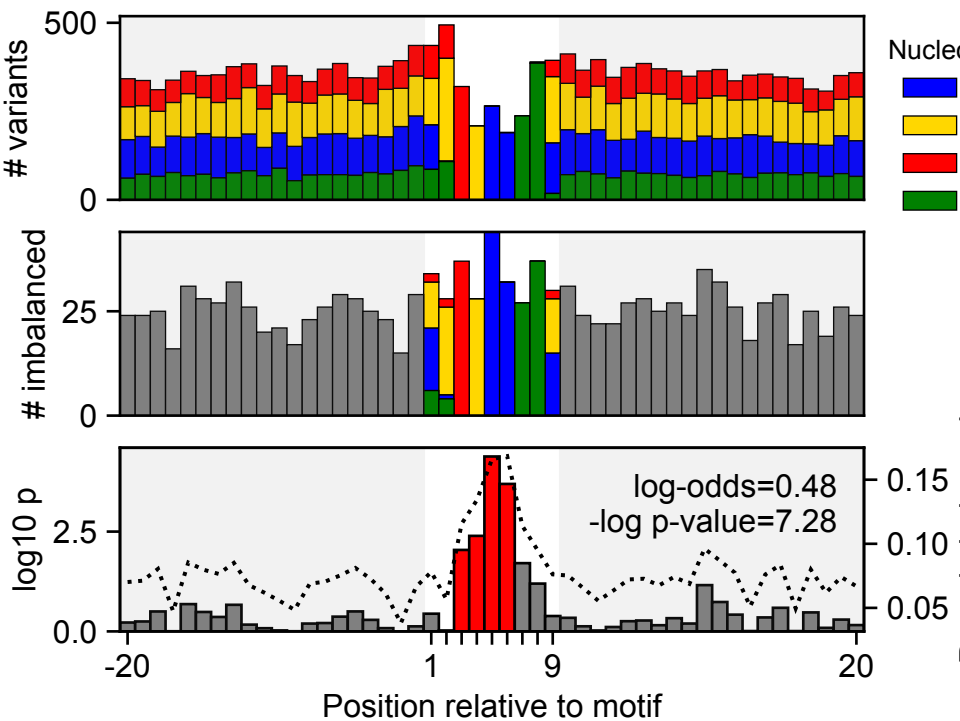 # variants
500
0
Nucleo
# imbalanced
25
0
log10 p
2.5
0.0
log-odds=0.48
-log p-value=7.28
0.15
0.10
0.05
-20
1
9
20
Position relative to motif